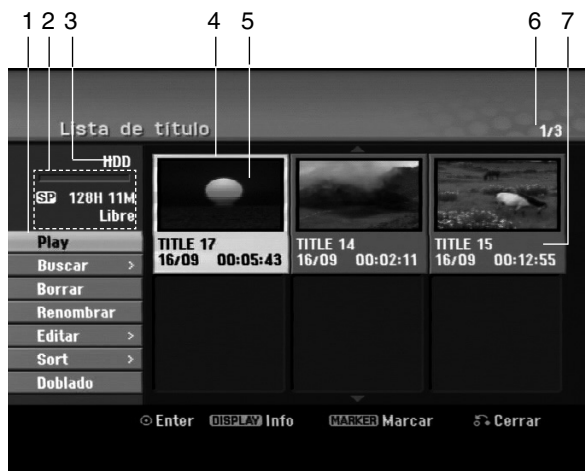 1 2 3 4 5 6 7
Lista de título
1/3
HDD
SP 128H 11M
Libre
Play
Buscar >
Borrar
Renombrar
Editar >
Sort >
Doblado
TITLE 17
16/09 00:05:43
TITLE 14
16/09 00:02:11
TITLE 15
16/09 00:12:55
Enter DISPLAY Info MARKER Marcar Cerrar